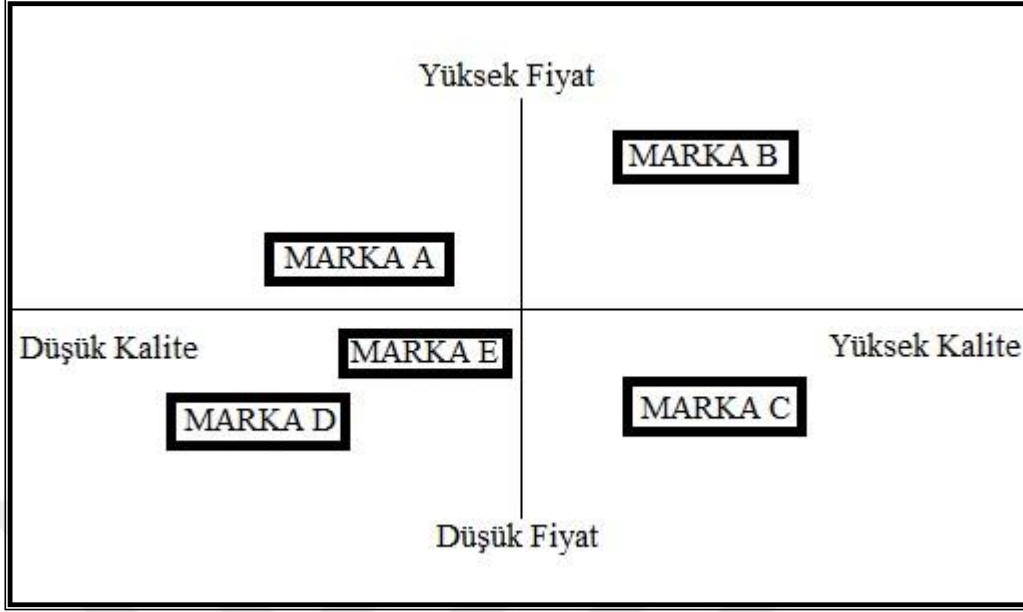 Yüksek Fiyat
MARKA B
MARKA A
Düşük Kalite
MARKA E
Yüksek Kalite
MARKA D
MARKA C
Düşük Fiyat